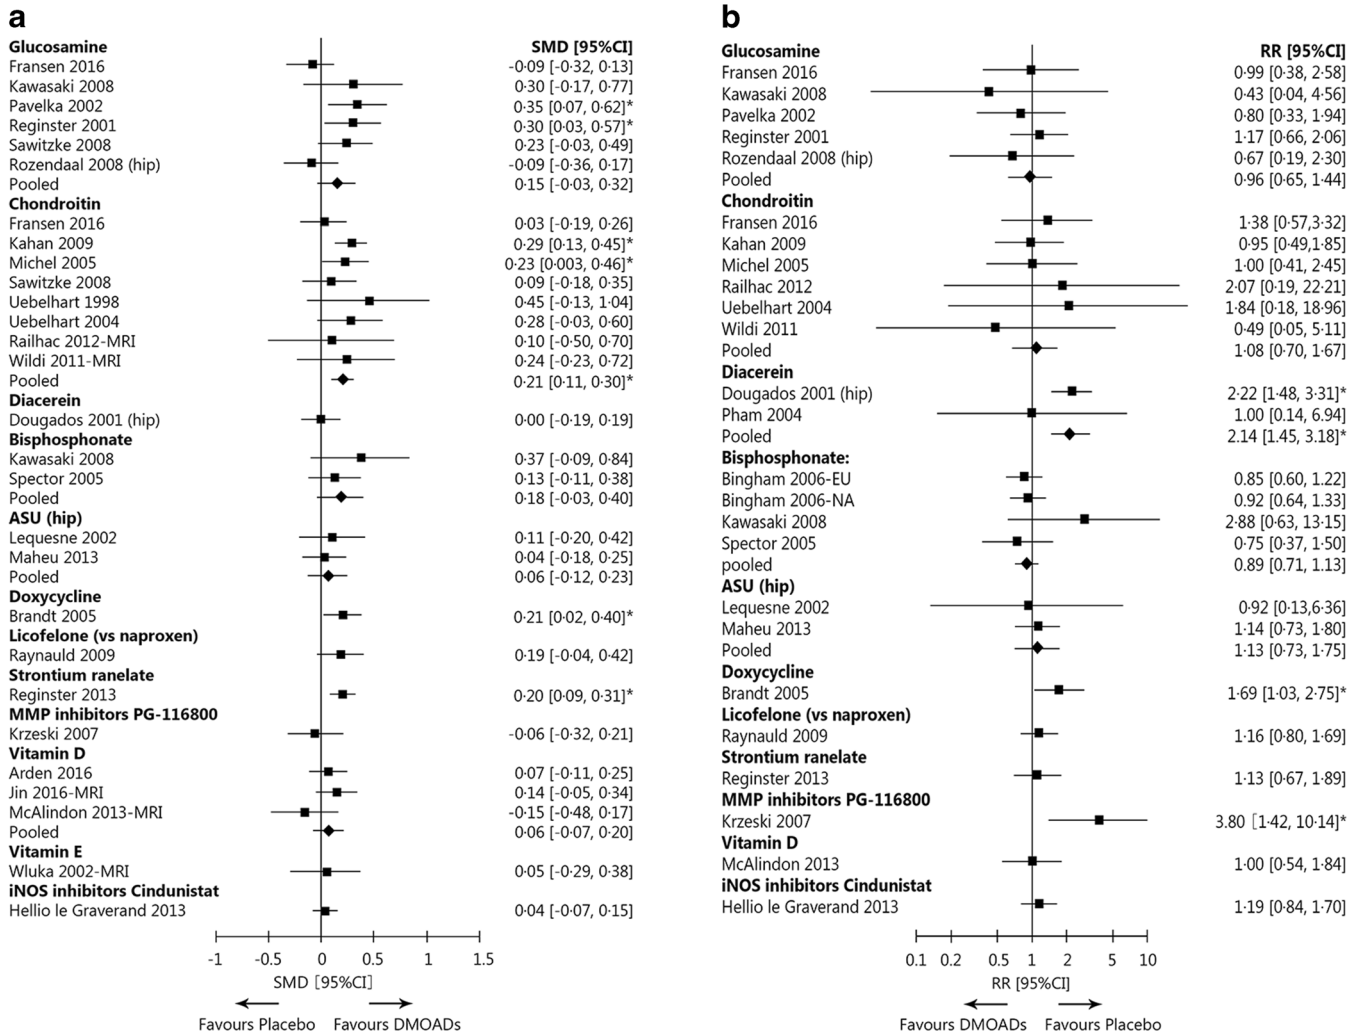 a
Glucosamine SMD [95%CI]
Fransen 2016 -0·09 [-0·32, 0·13]
Kawasaki 2008 0·30 [-0·17, 0·77]
Pavelka 2002 0·35 [0·07, 0·62]*
Reginster 2001 0·30 [0·03, 0·57]*
Sawitzke 2008 0·23 [-0·03, 0·49]
Rozendaal 2008 (hip) -0·09 [-0·36, 0·17]
Pooled 0·15 [-0·03, 0·32]
Chondroitin
Fransen 2016 0·03 [-0·19, 0·26]
Kahan 2009 0·29 [0·13, 0·45]*
Michel 2005 0·23 [0·003, 0·46]*
Sawitzke 2008 0·09 [-0·18, 0·35]
Uebelhart 1998 0·45 [-0·13, 1·04]
Uebelhart 2004 0·28 [-0·03, 0·60]
Railhac 2012-MRI 0·10 [-0·50, 0·70]
Wildi 2011-MRI 0·24 [-0·23, 0·72]
Pooled 0·21 [0·11, 0·30]*
Diacerein
Dougados 2001 (hip) 0·00 [-0·19, 0·19]
Bisphosphonate
Kawasaki 2008 0·37 [-0·09, 0·84]
Spector 2005 0·13 [-0·11, 0·38]
Pooled 0·18 [-0·03, 0·40]
ASU (hip)
Lequesne 2002 0·11 [-0·20, 0·42]
Maheu 2013 0·04 [-0·18, 0·25]
Pooled 0·06 [-0·12, 0·23]
Doxycycline
Brandt 2005 0·21 [0·02, 0·40]*
Licofelone (vs naproxen)
Raynauld 2009 0·19 [-0·04, 0·42]
Strontium ranelate
Reginster 2013 0·20 [0·09, 0·31]*
MMP inhibitors PG-116800
Krzeski 2007 -0·06 [-0·32, 0·21]
Vitamin D
Arden 2016 0·07 [-0·11, 0·25]
Jin 2016-MRI 0·14 [-0·05, 0·34]
McAlindon 2013-MRI -0·15 [-0·48, 0·17]
Pooled 0·06 [-0·07, 0·20]
Vitamin E
Wluka 2002-MRI 0·05 [-0·29, 0·38]
iNOS inhibitors Cindunistat
Hellio le Graverand 2013 0·04 [-0·07, 0·15]
-1 -0.5 0 0.5 1 1.5
SMD [95%CI]
Favours Placebo Favours DMOADs
b
Glucosamine RR [95%CI]
Fransen 2016 0·99 [0·38, 2·58]
Kawasaki 2008 0·43 [0·04, 4·56]
Pavelka 2002 0·80 [0·33, 1·94]
Reginster 2001 1·17 [0·66, 2·06]
Rozendaal 2008 (hip) 0·67 [0·19, 2·30]
Pooled 0·96 [0·65, 1·44]
Chondroitin
Fransen 2016 1·38 [0·57,3·32]
Kahan 2009 0·95 [0·49,1·85]
Michel 2005 1·00 [0·41, 2·45]
Railhac 2012 2·07 [0·19, 22·21]
Uebelhart 2004 1·84 [0·18, 18·96]
Wildi 2011 0·49 [0·05, 5·11]
Pooled 1·08 [0·70, 1·67]
Diacerein
Dougados 2001 (hip) 2·22 [1·48, 3·31]*
Pham 2004 1·00 [0·14, 6·94]
Pooled 2·14 [1·45, 3·18]*
Bisphosphonate:
Bingham 2006-EU 0·85 [0·60, 1·22]
Bingham 2006-NA 0·92 [0·64, 1·33]
Kawasaki 2008 2·88 [0·63, 13·15]
Spector 2005 0·75 [0·37, 1·50]
pooled 0·89 [0·71, 1·13]
ASU (hip)
Lequesne 2002 0·92 [0·13,6·36]
Maheu 2013 1·14 [0·73, 1·80]
Pooled 1·13 [0·73, 1·75]
Doxycycline
Brandt 2005 1·69 [1·03, 2·75]*
Licofelone (vs naproxen)
Raynauld 2009 1·16 [0·80, 1·69]
Strontium ranelate
Reginster 2013 1·13 [0·67, 1·89]
MMP inhibitors PG-116800
Krzeski 2007 3.80 [1·42, 10·14]*
Vitamin D
McAlindon 2013 1·00 [0·54, 1·84]
iNOS inhibitors Cindunistat
Hellio le Graverand 2013 1·19 [0·84, 1·70]
0.1 0.2 0.5 1 2 5 10
RR [95%CI]
Favours DMOADs Favours Placebo